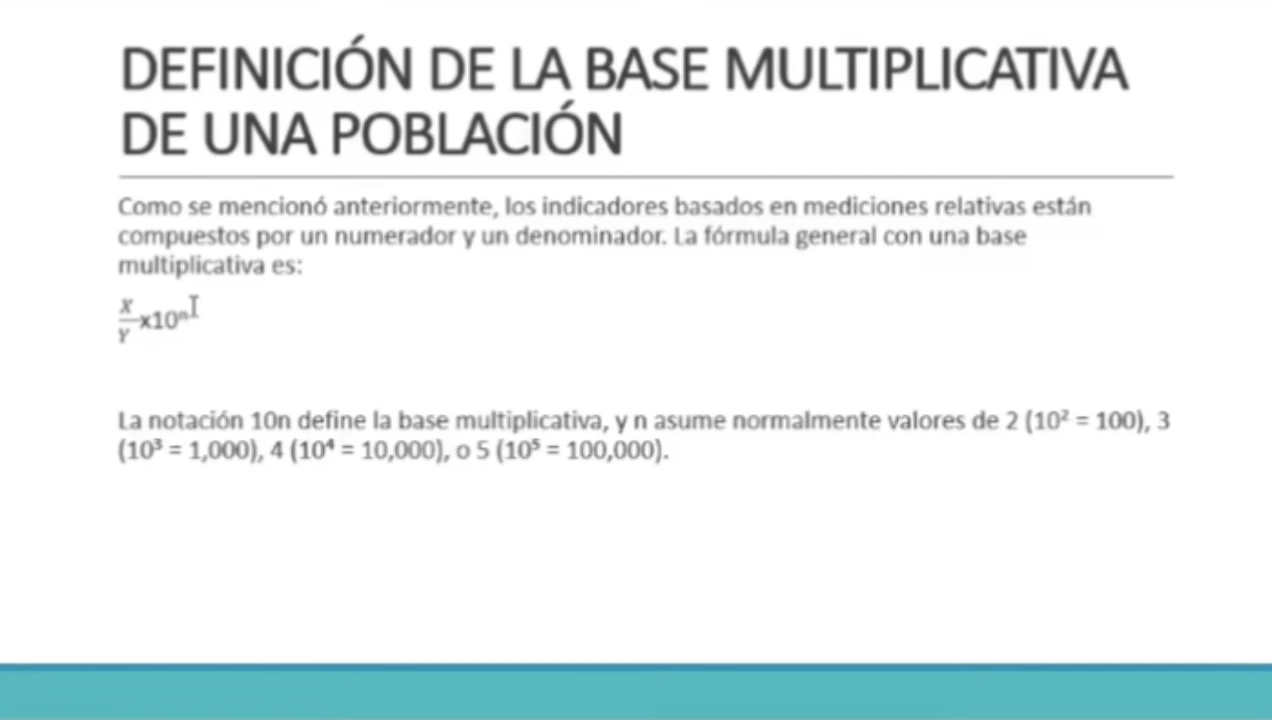 DEFINICIÓN DE LA BASE MULTIPLICATIVA
DE UNA POBLACIÓN
Como se mencionó anteriormente, los indicadores basados en mediciones relativas están
compuestos por un numerador y un denominador. La fórmula general con una base
multiplicativa es:
X/Y x10ⁿ
La notación 10n define la base multiplicativa, y n asume normalmente valores de 2 (10² = 100), 3
(10³ = 1,000), 4 (10⁴ = 10,000), o 5 (10⁵ = 100,000).